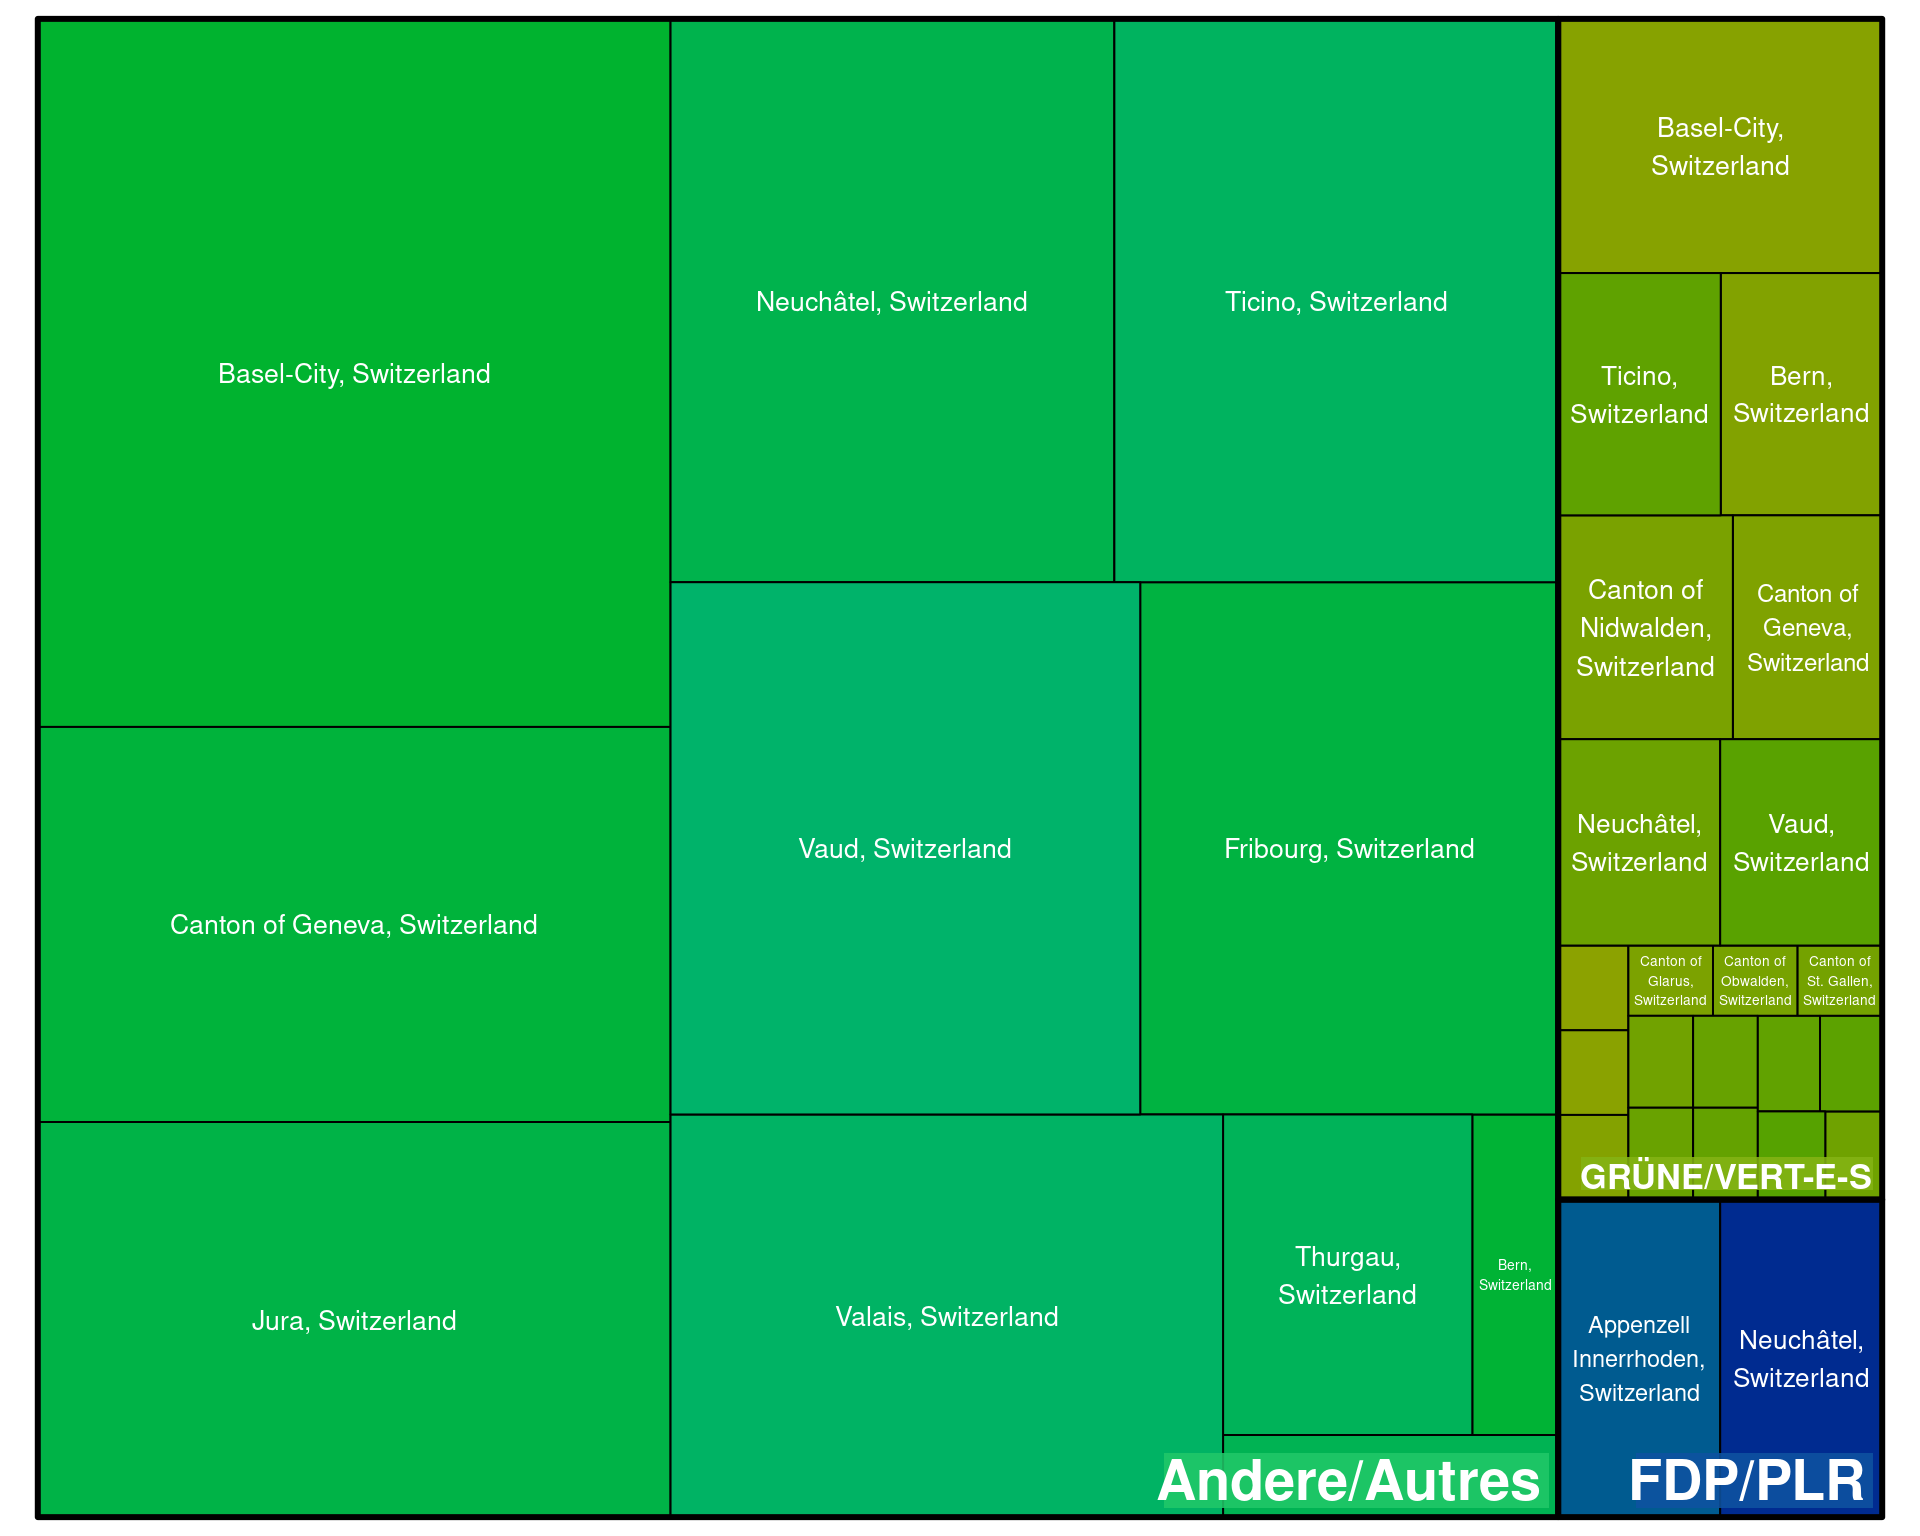 Basel-City, Switzerland
Canton of Geneva, Switzerland
Jura, Switzerland
Neuchâtel, Switzerland
Ticino, Switzerland
Vaud, Switzerland
Fribourg, Switzerland
Valais, Switzerland
Thurgau,
Switzerland
Bern,
Switzerland
Andere/Autres
Basel-City,
Switzerland
Ticino,
Switzerland
Bern,
Switzerland
Canton of
Nidwalden,
Switzerland
Canton of
Geneva,
Switzerland
Neuchâtel,
Switzerland
Vaud,
Switzerland
Canton of
Glarus,
Switzerland
Canton of
Obwalden,
Switzerland
Canton of
St. Gallen,
Switzerland
GRÜNE/VERT-E-S
Appenzell
Innerrhoden,
Switzerland
Neuchâtel,
Switzerland
FDP/PLR